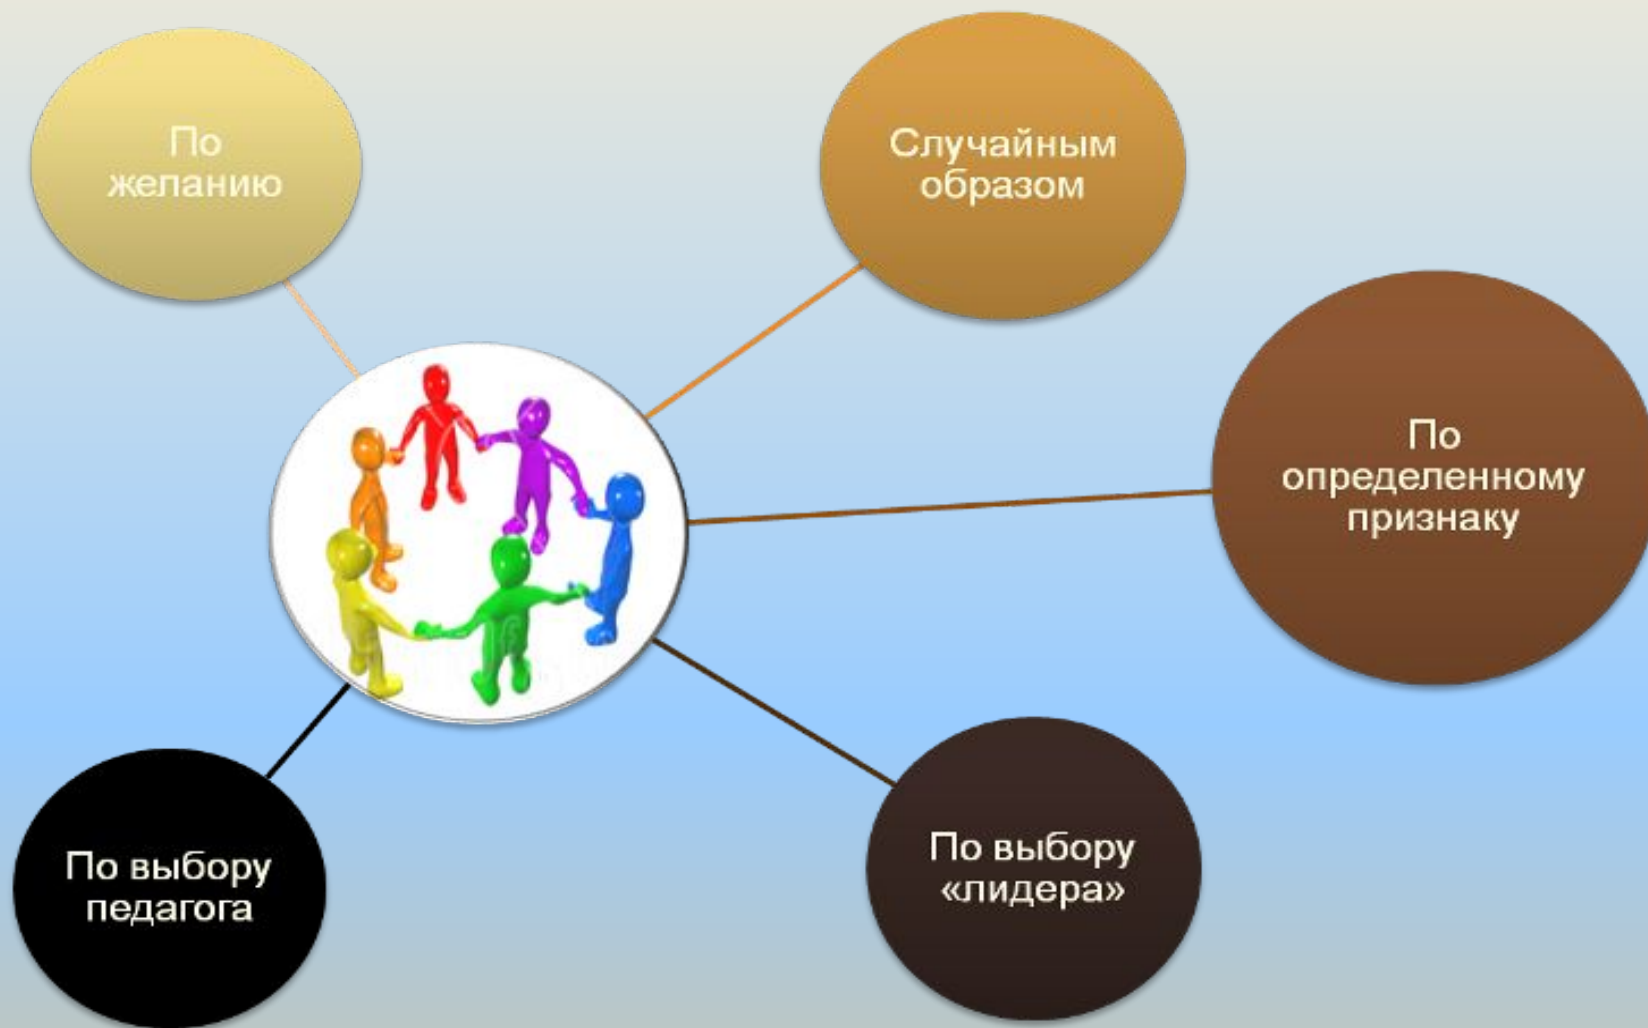 По
желанию
Случайным
образом
По
определенному
признаку
По выбору
«лидера»
По выбору
педагога